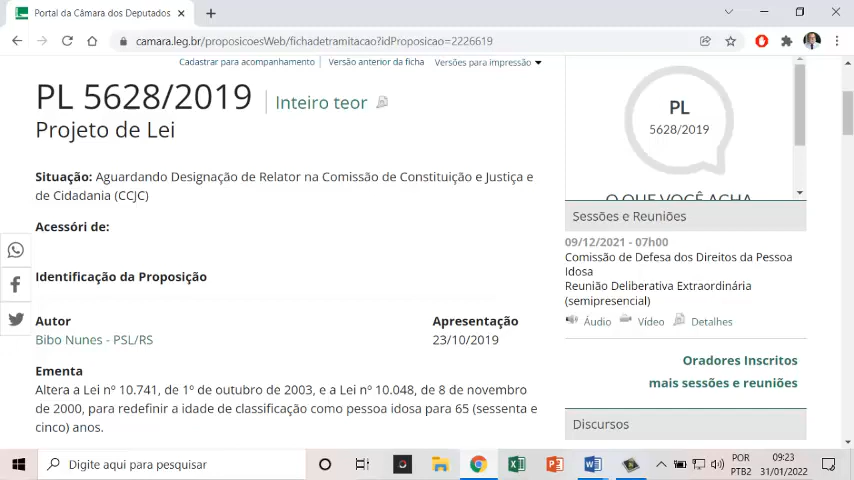 Portal da Câmara dos Deputados
camara.leg.br/proposicoesWeb/fichadetramitacao?idProposicao=2226619
Cadastrar para acompanhamento | Versão anterior da ficha Versões para impressão
PL 5628/2019 | Inteiro teor
Projeto de Lei
Situação: Aguardando Designação de Relator na Comissão de Constituição e Justiça e
de Cidadania (CCJC)
Acessóri de:
Identificação da Proposição
Autor
Bibo Nunes - PSL/RS
Apresentação
23/10/2019
Ementa
Altera a Lei nº 10.741, de 1º de outubro de 2003, e a Lei nº 10.048, de 8 de novembro
de 2000, para redefinir a idade de classificação como pessoa idosa para 65 (sessenta e
cinco) anos.
PL
5628/2019
O QUE VOCÊ ACHA
Sessões e Reuniões
09/12/2021 - 07h00
Comissão de Defesa dos Direitos da Pessoa
Idosa
Reunião Deliberativa Extraordinária
(semipresencial)
Áudio Vídeo Detalhes
Oradores Inscritos
mais sessões e reuniões
Discursos
Digite aqui para pesquisar
POR
PTB2
09:23
31/01/2022